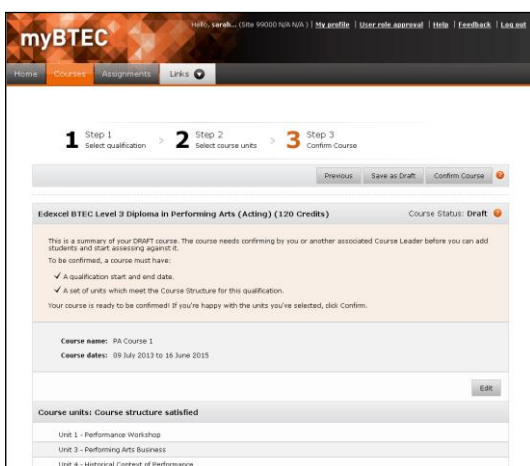 myBTEC
Hello, sarah... (Site 99000 N/A N/A ) | My profile | User role approval | Help | Feedback | Log out
Home Courses Assignments Links
1 Step 1 Select qualification > 2 Step 2 Select course units > 3 Step 3 Confirm Course
Previous Save as Draft Confirm Course ?
Edexcel BTEC Level 3 Diploma in Performing Arts (Acting) (120 Credits) Course Status: Draft ?
This is a summary of your DRAFT course. The course needs confirming by you or another associated Course Leader before you can add
students and start assessing against it.
To be confirmed, a course must have:
✓ A qualification start and end date.
✓ A set of units which meet the Course Structure for this qualification.
Your course is ready to be confirmed! If you're happy with the units you've selected, click Confirm.
Course name: PA Course 1
Course dates: 09 July 2013 to 16 June 2015
Edit
Course units: Course structure satisfied
Unit 1 - Performance Workshop
Unit 3 - Performing Arts Business
Unit 4 - Historical Context of Performance